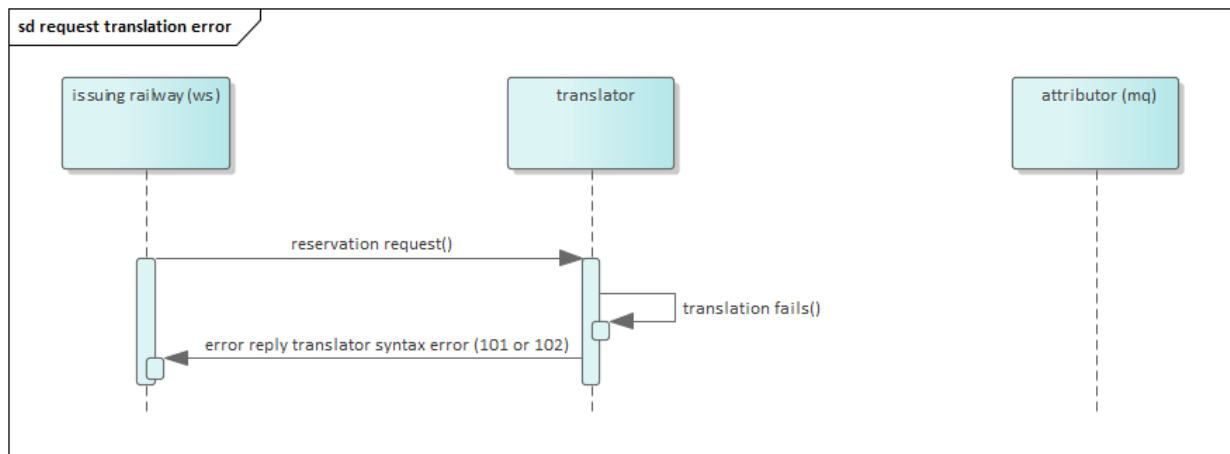 sd request translation error
issuing railway (ws)
translator
attributor (mq)
reservation request()
translation fails()
error reply translator syntax error (101 or 102)